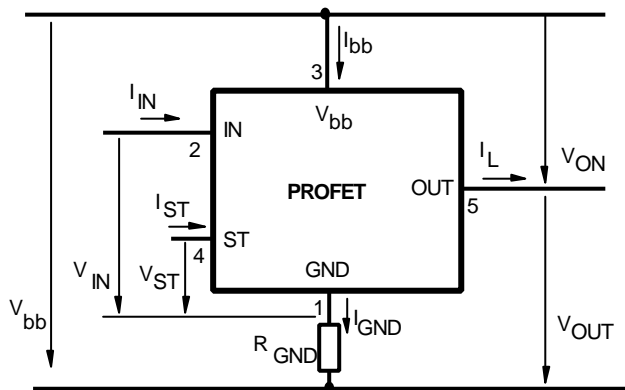 I bb
3
I IN
V bb
IN
2
I L
V ON
PROFET
OUT
I ST
5
4
ST
V IN
V ST
GND
V bb
1
I GND
V OUT
R GND